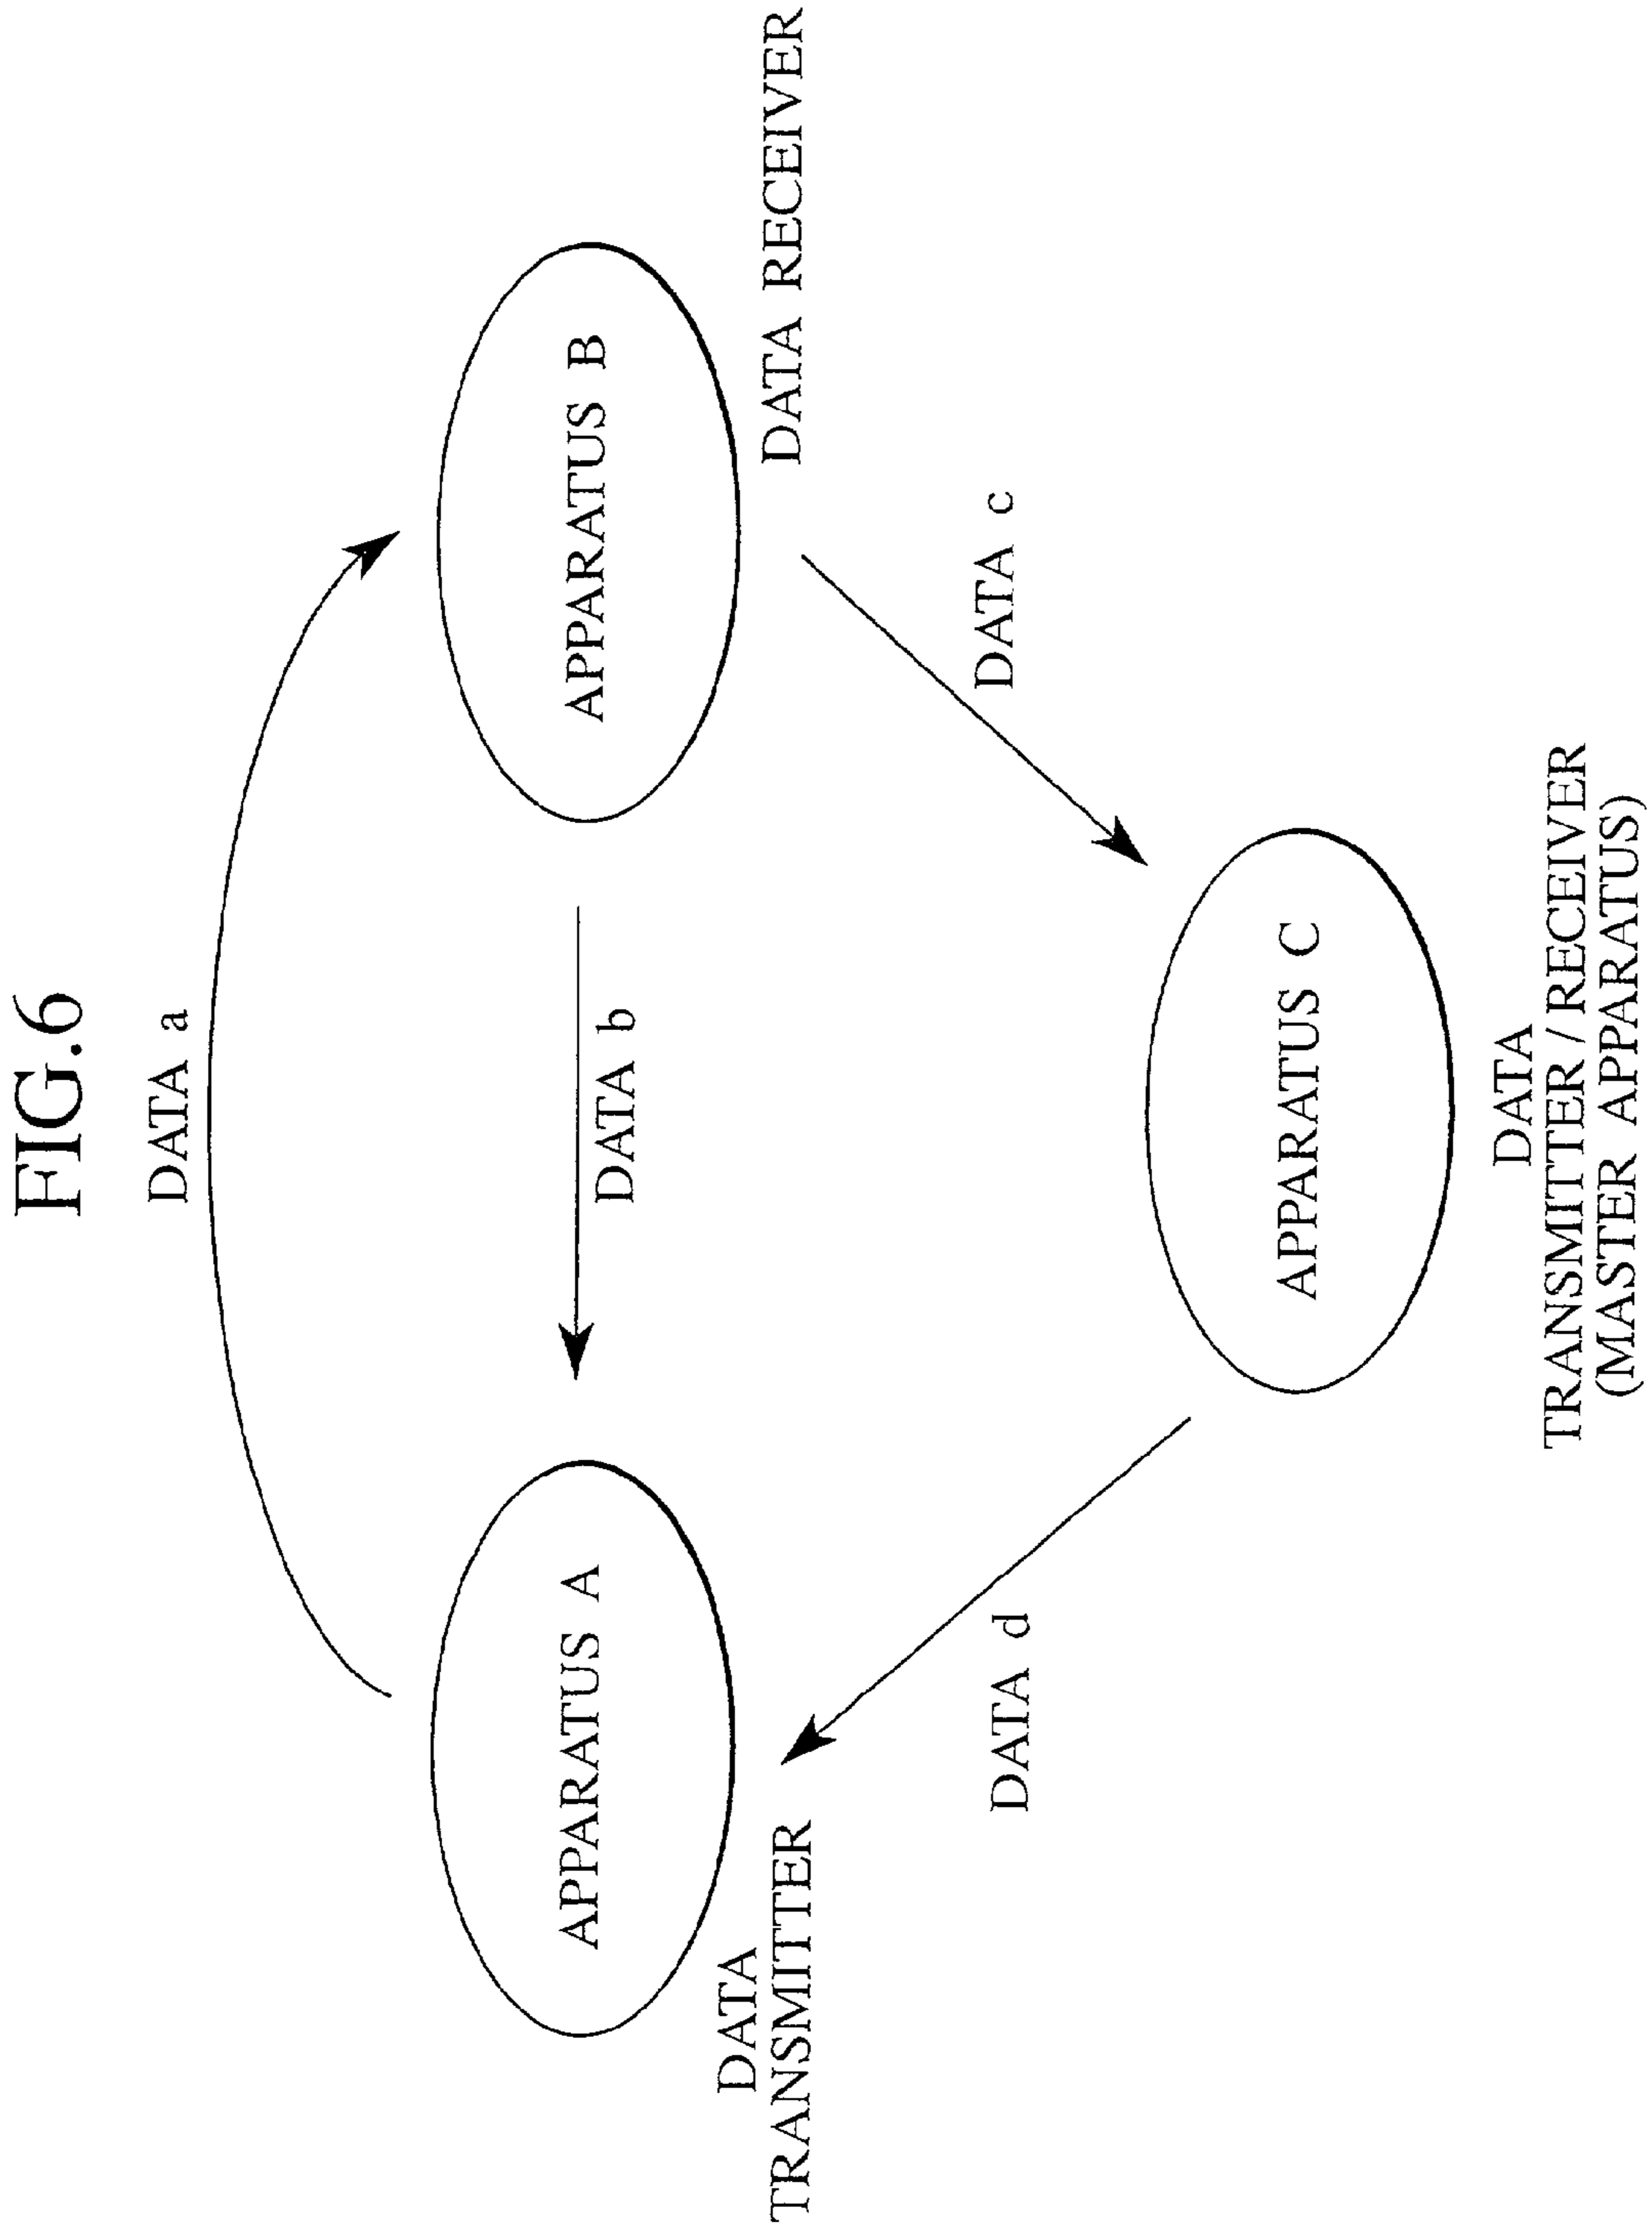 FIG.6
DATA a
APPARATUS A
DATA b
APPARATUS B
DATA
TRANSMITTER
DATA RECEIVER
DATA d
DATA c
APPARATUS C
DATA
TRANSMITTER / RECEIVER
(MASTER APPARATUS)